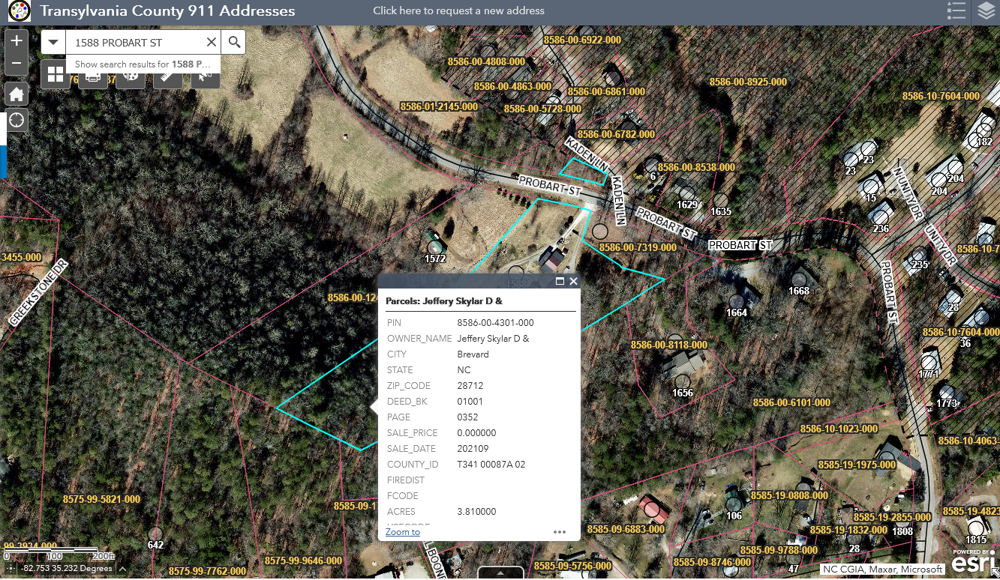 Transylvania County 911 Addresses
Click here to request a new address
1588 PROBART ST
Show search results for 1588 P...
8586-00-6922-000
8586-00-4808-000
8586-00-4863-000
8586-00-6861-000
8586-00-8925-000
8586-01-2145-000
8586-00-5728-000
8586-10-7604-000
8586-00-6782-000
KADEN LN
182
23
23
8586-00-8538-000
6
PROBART ST
KADEN LN
N UNITY DR
204
204
15
1629
1635
PROBART ST
236
UNITY DR
PROBART ST
8586-00-7319-000
8586-10-7
1572
3455-000
235
PROBART ST
CREEKSTONE DR
1588
1668
8586-00-124
1664
28
8586-10-7604-000
36
8586-00-8118-000
1771
1656
1773
8586-00-6101-000
8586-10-1023-000
8586-10-4063-
8585-19-1975-000
8575-99-5821-000
8585-09-1
8585-19-0808-000
8585-19-4823
106
8585-19-2855-000
8585-09-6883-000
8585-19-1832-000
1808
1815
642
99-3934-000
28
8585-09-9788-000
8575-99-9646-000
8585-09-8746-000
8585-09-5756-000
47
8575-99-7762-000
Parcels: Jeffery Skylar D &
PIN 8586-00-4301-000
OWNER_NAME Jeffery Skylar D &
CITY Brevard
STATE NC
ZIP_CODE 28712
DEED_BK 01001
PAGE 0352
SALE_PRICE 0.000000
SALE_DATE 202109
COUNTY_ID T341 00087A 02
FIREDIST
FCODE
ACRES 3.810000
Zoom to
0 100 200ft
-82.753 35.232 Degrees
NC CGIA, Maxar, Microsoft
POWERED BY
esri